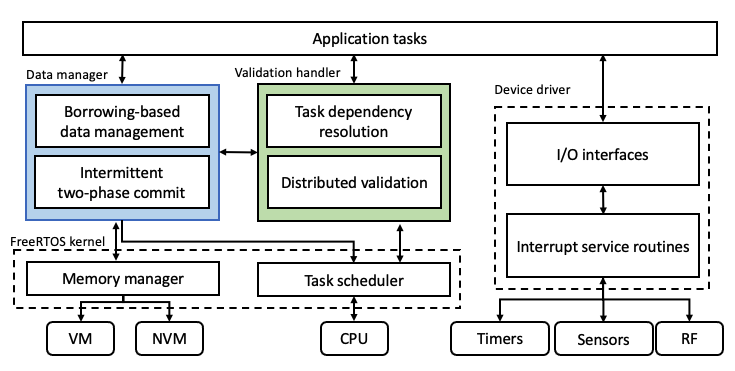 Application tasks
Data manager
Validation handler
Device driver
Borrowing-based
data management
Task dependency
resolution
I/O interfaces
Intermittent
two-phase commit
Distributed validation
Interrupt service routines
FreeRTOS kernel
Memory manager
Task scheduler
VM
NVM
CPU
Timers
Sensors
RF